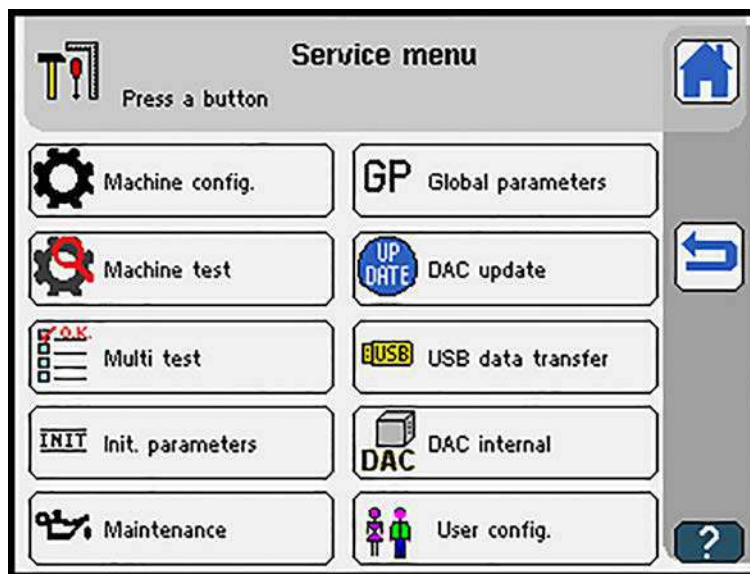 Service menu
Press a button
Machine config.
GP Global parameters
Machine test
UP
DATE DAC update
O.K. Multi test
USB USB data transfer
INIT Init. parameters
DAC DAC internal
Maintenance
User config.
?